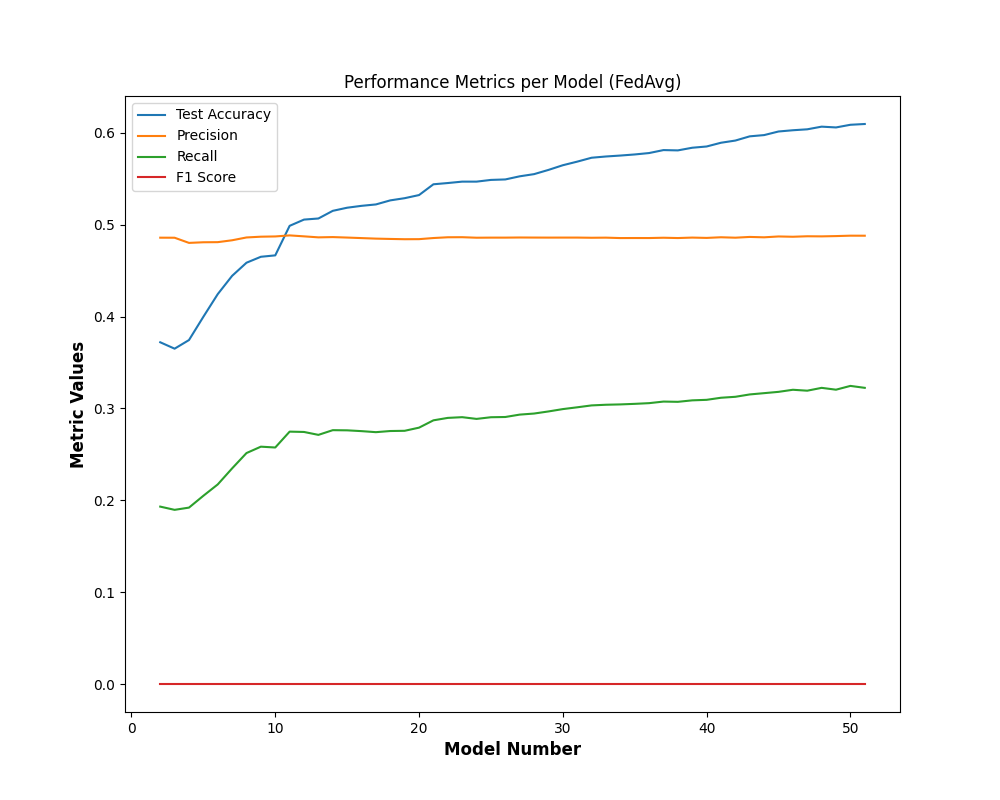 Performance Metrics per Model (FedAvg)
Test Accuracy
Precision
Recall
F1 Score
Metric Values
0.6
0.5
0.4
0.3
0.2
0.1
0.0
0 10 20 30 40 50
Model Number